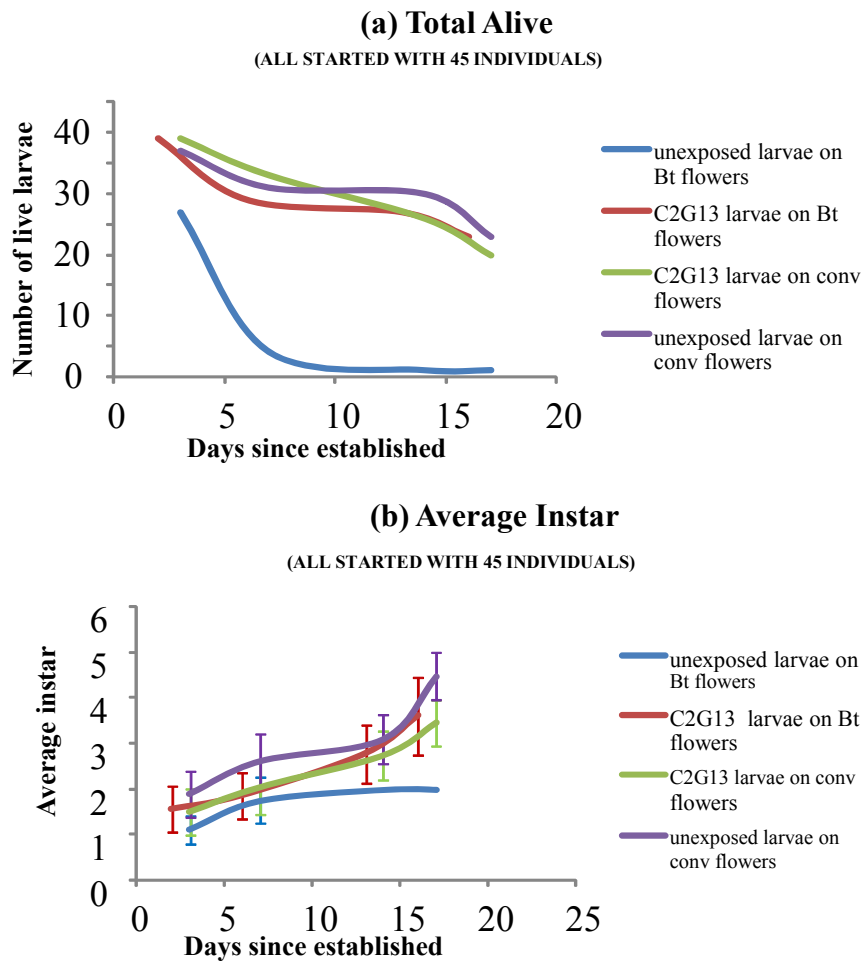 (a) Total Alive
(ALL STARTED WITH 45 INDIVIDUALS)
Number of live larvae
40
30
20
10
0
0 5 10 15 20
Days since established
unexposed larvae on
Bt flowers
C2G13 larvae on Bt
flowers
C2G13 larvae on conv
flowers
unexposed larvae on
conv flowers
(b) Average Instar
(ALL STARTED WITH 45 INDIVIDUALS)
Average instar
6
5
4
3
2
1
0
0 5 10 15 20 25
Days since established
unexposed larvae on
Bt flowers
C2G13 larvae on Bt
flowers
C2G13 larvae on conv
flowers
unexposed larvae on
conv flowers